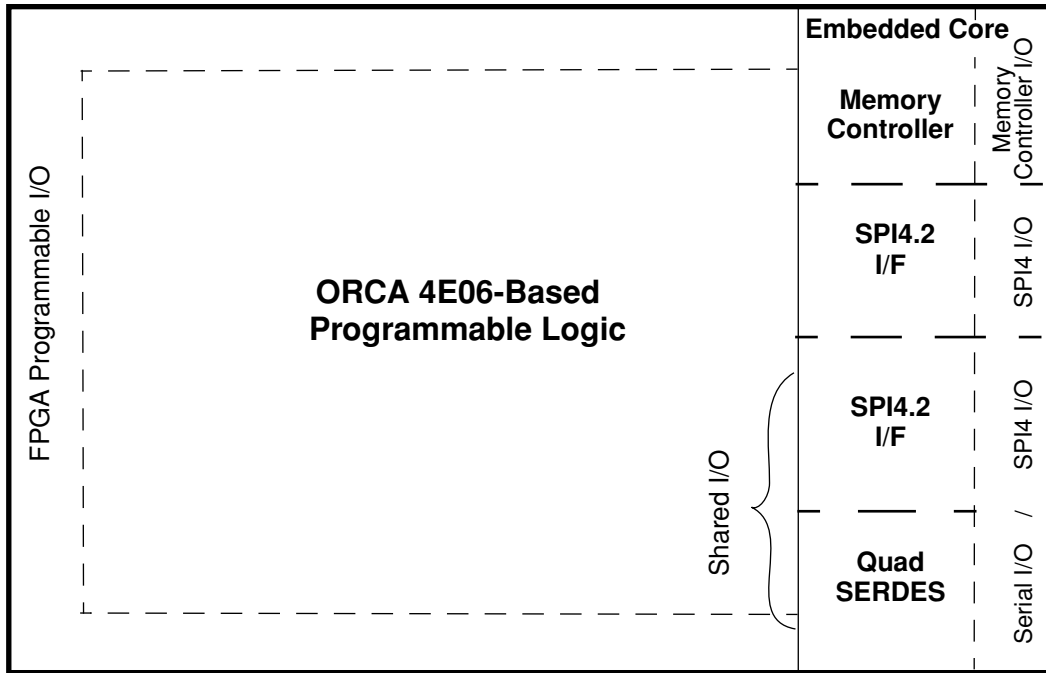 Embedded Core
Memory
Controller
Memory
Controller I/O
SPI4.2
I/F
SPI4 I/O
FPGA Programmable I/O
ORCA 4E06-Based
Programmable Logic
SPI4.2
I/F
SPI4 I/O
/
Serial I/O
Shared I/O
Quad
SERDES